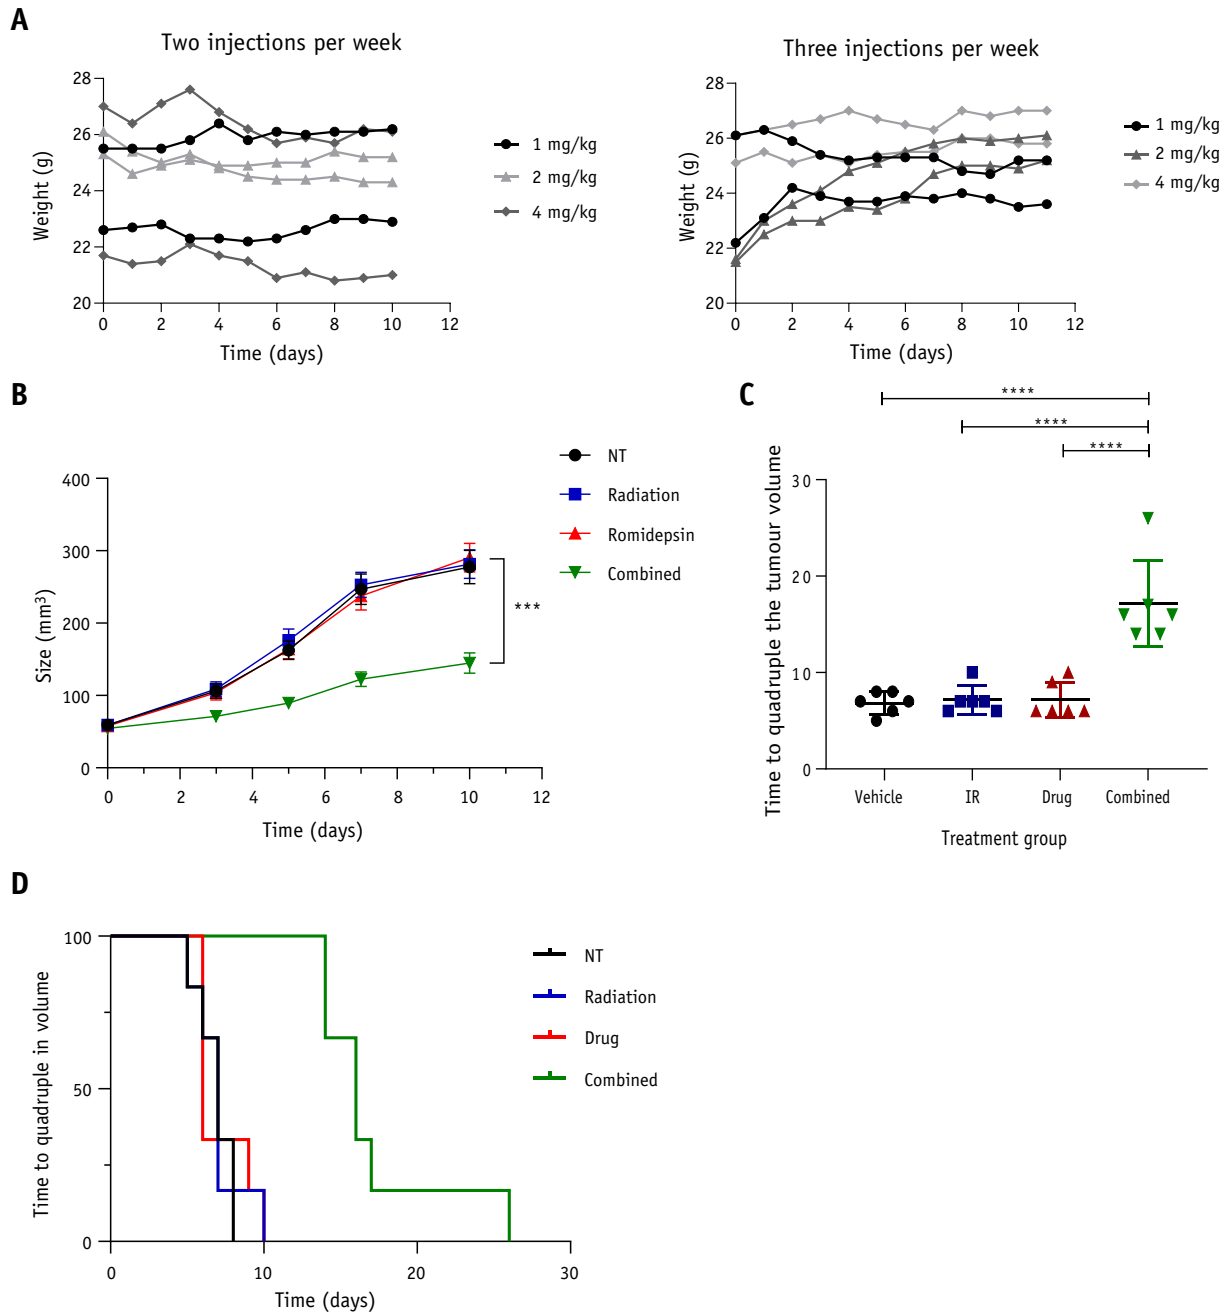 A
Two injections per week
Three injections per week
28
26
24
22
20
Weight (g)
0 2 4 6 8 10 12
Time (days)
1 mg/kg
2 mg/kg
4 mg/kg
28
26
24
22
20
Weight (g)
0 2 4 6 8 10 12
Time (days)
1 mg/kg
2 mg/kg
4 mg/kg
B
400
300
200
100
0
Size (mm³)
0 2 4 6 8 10 12
Time (days)
NT
Radiation
Romidepsin
Combined
***
C
****
****
****
30
20
10
0
Time to quadruple the tumour volume
Vehicle IR Drug Combined
Treatment group
D
100
50
0
Time to quadruple in volume
0 10 20 30
Time (days)
NT
Radiation
Drug
Combined